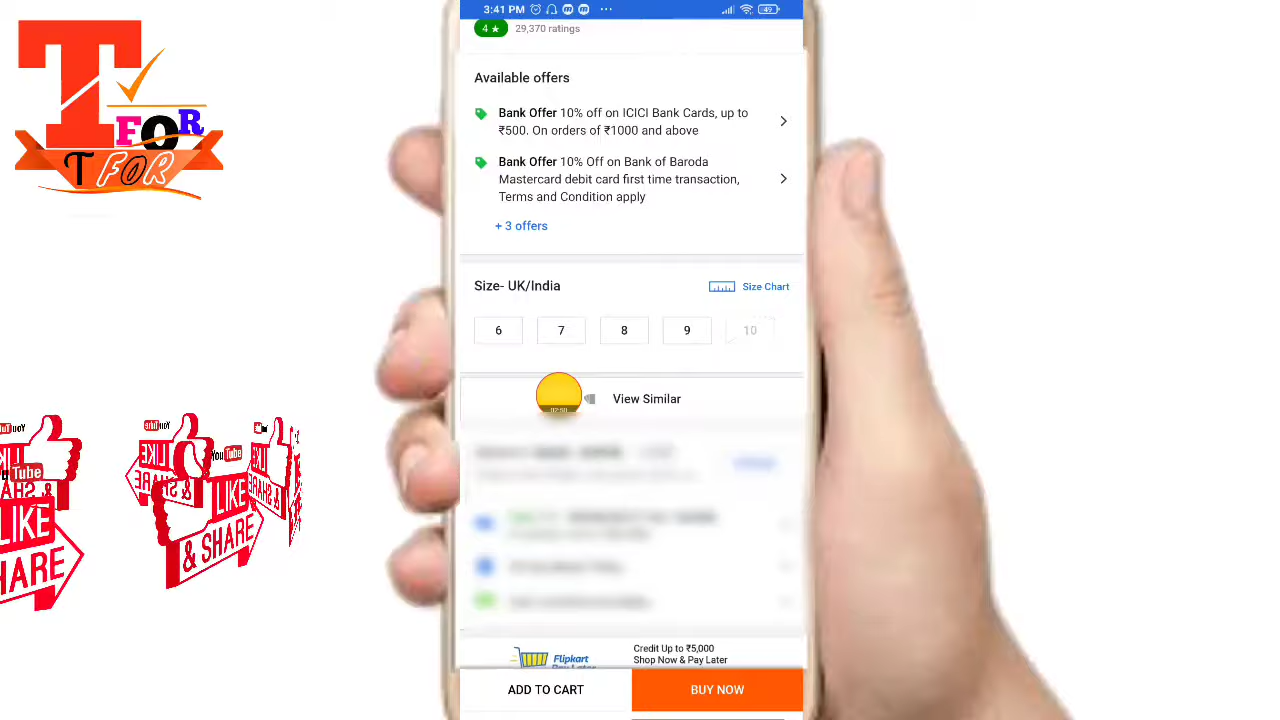 3:41 PM
4 ★ 29,370 ratings
Available offers
Bank Offer 10% off on ICICI Bank Cards, up to
₹500. On orders of ₹1000 and above
Bank Offer 10% Off on Bank of Baroda
Mastercard debit card first time transaction,
Terms and Condition apply
+ 3 offers
Size- UK/India
Size Chart
6 7 8 9 10
View Similar
Flipkart
Pay Later
Credit Up to ₹5,000
Shop Now & Pay Later
ADD TO CART
BUY NOW
T FOR
T FOR
Tube
LIKE
SHARE
YouTube
LIKE
& SHARE